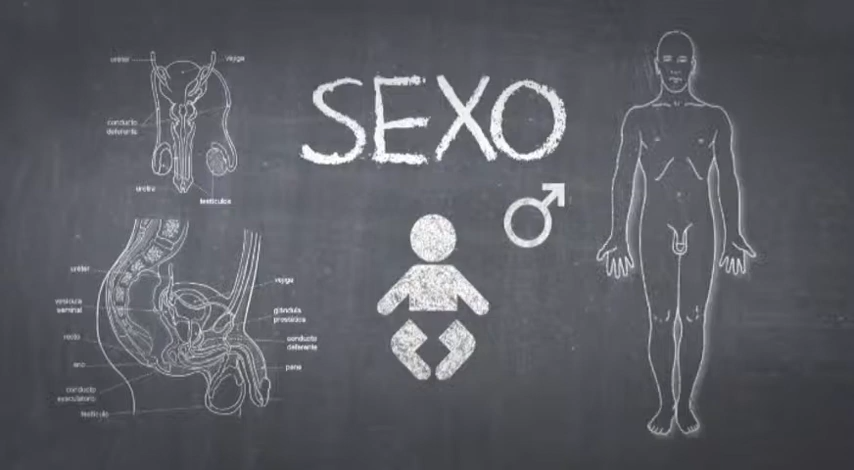 SEXO
uréter
vejiga
conducto
deferente
uretra
testículos
uréter
vejiga
vesícula
seminal
glándula
prostática
recto
conducto
deferente
ano
pene
conducto
eyaculatorio
testículo